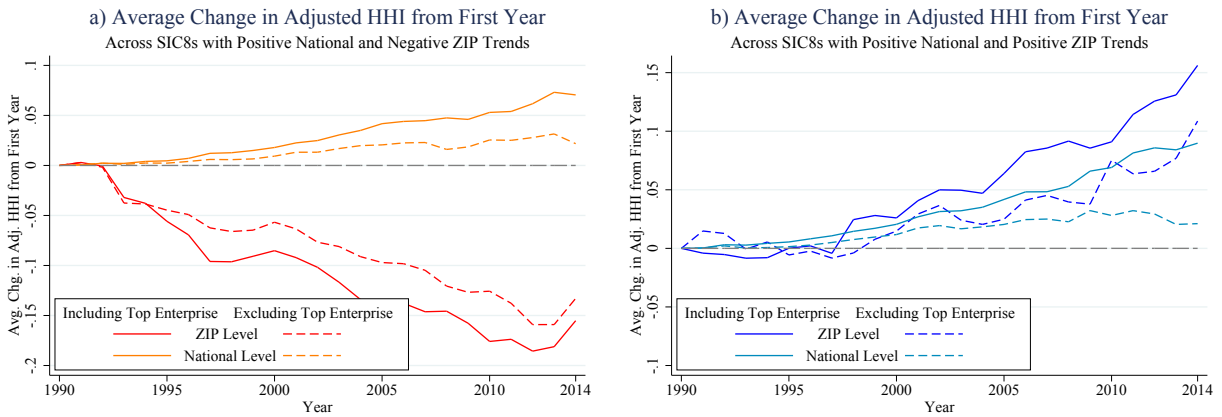 a) Average Change in Adjusted HHI from First Year
Across SIC8s with Positive National and Negative ZIP Trends
Avg. Chg. in Adj. HHI from First Year
.1
.05
0
-.05
-.1
-.15
-.2
Including Top Enterprise Excluding Top Enterprise
ZIP Level
National Level
1990 1995 2000 2005 2010 2014
Year
b) Average Change in Adjusted HHI from First Year
Across SIC8s with Positive National and Positive ZIP Trends
Avg. Chg. in Adj. HHI from First Year
.15
.1
.05
0
-.05
-.1
Including Top Enterprise Excluding Top Enterprise
ZIP Level
National Level
1990 1995 2000 2005 2010 2014
Year